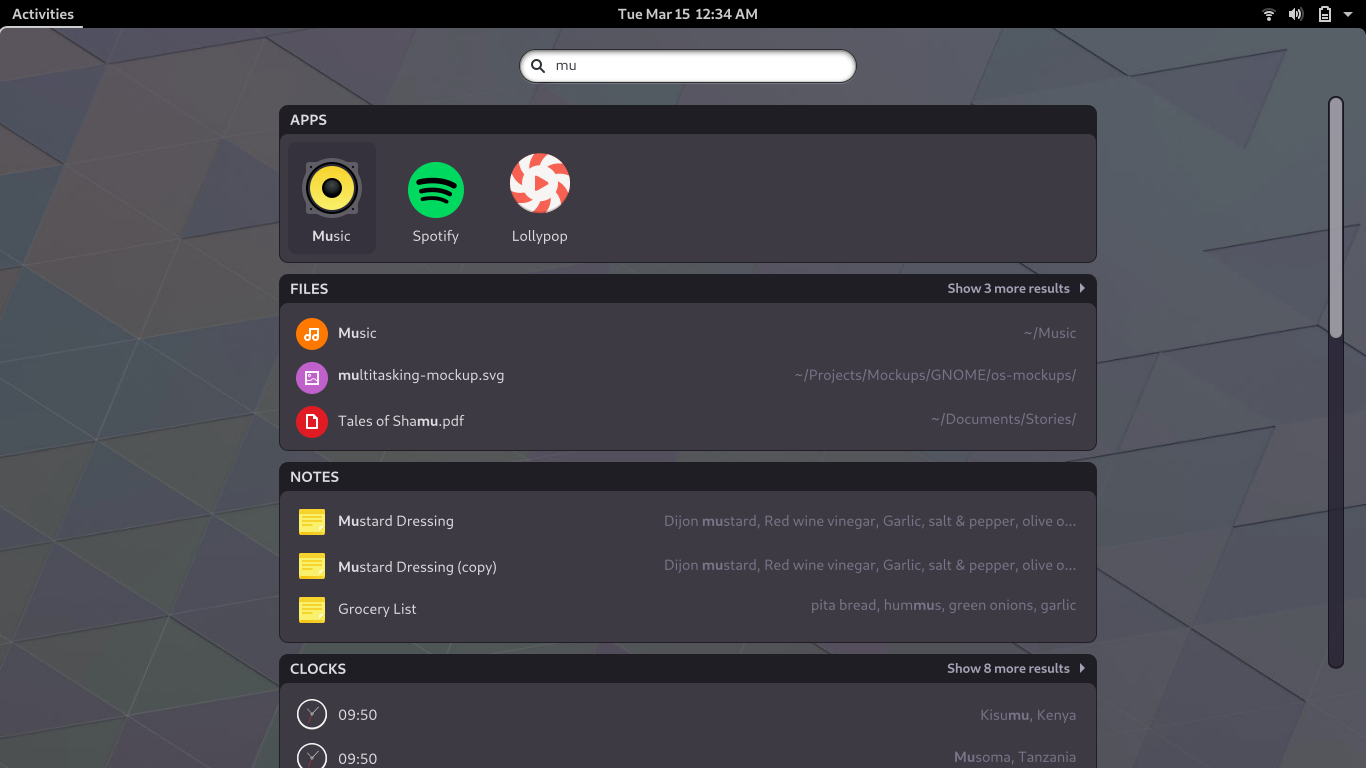 Activities Tue Mar 15 12:34 AM
mu
APPS
Music Spotify Lollypop
FILES Show 3 more results
Music ~/Music
multitasking-mockup.svg ~/Projects/Mockups/GNOME/os-mockups/
Tales of Shamu.pdf ~/Documents/Stories/
NOTES
Mustard Dressing Dijon mustard, Red wine vinegar, Garlic, salt & pepper, olive o...
Mustard Dressing (copy) Dijon mustard, Red wine vinegar, Garlic, salt & pepper, olive o...
Grocery List pita bread, hummus, green onions, garlic
CLOCKS Show 8 more results
09:50 Kisumu, Kenya
09:50 Musoma, Tanzania